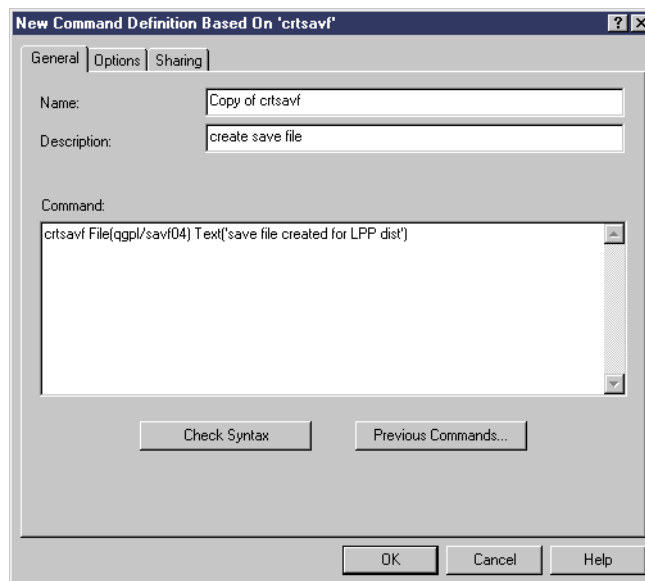 New Command Definition Based On 'crtsavf'
General Options Sharing
Name: Copy of crtsavf
Description: create save file
Command:
crtsavf File(qgpl/savf04) Text('save file created for LPP dist')
Check Syntax Previous Commands...
OK Cancel Help